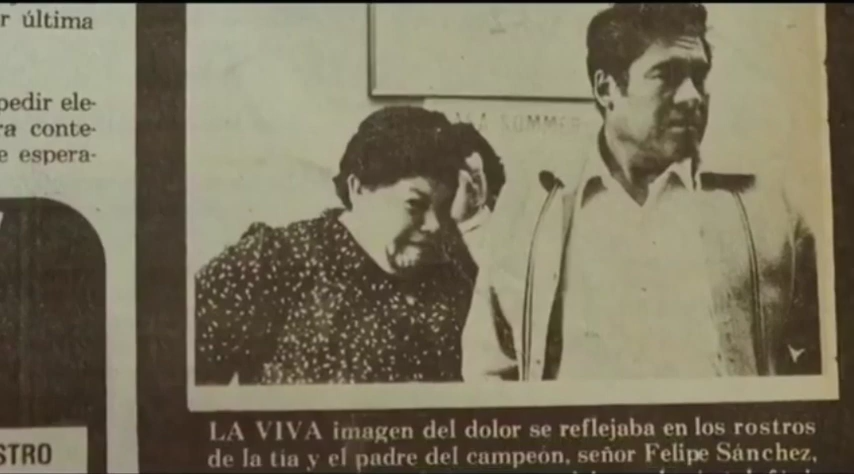 r última
pedir ele-
ra conte-
e espera-
STRO
SOMMER
LA VIVA imagen del dolor se reflejaba en los rostros
de la tía y el padre del campeón, señor Felipe Sánchez,